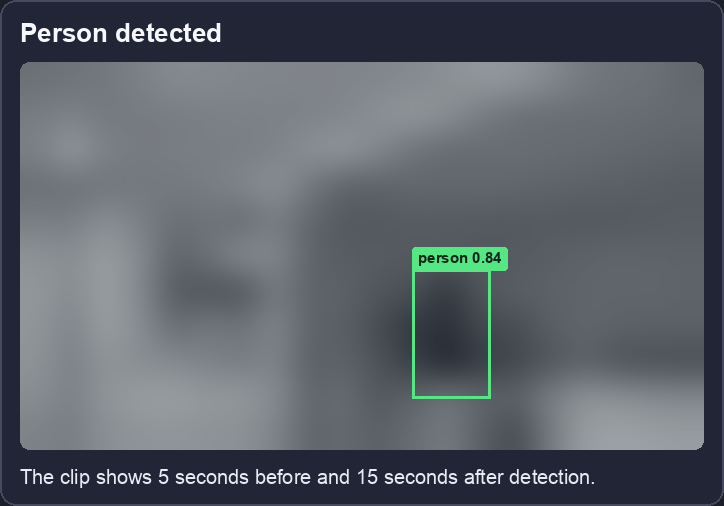 Person detected
person 0.84
The clip shows 5 seconds before and 15 seconds after detection.